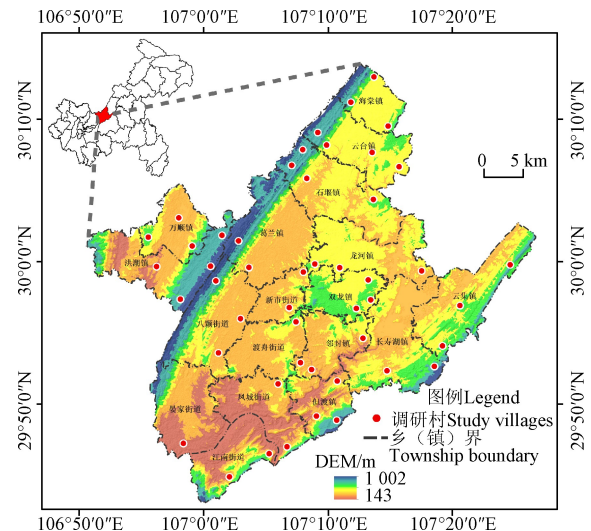 106°50′0″E 107°0′0″E 107°10′0″E 107°20′0″E
30°10′0″N
30°0′0″N
29°50′0″N
海棠镇
云台镇
0 5 km
石堰镇
万顺镇
葛兰镇
洪湖镇
龙河镇
新市街道
双龙镇
云集镇
八颗街道
渡舟街道
邻封镇
长寿湖镇
凤城街道
但渡镇
晏家街道
江南街道
图例Legend
调研村Study villages
乡（镇）界
Township boundary
DEM/m
1 002
143
30°10′0″N
30°0′0″N
29°50′0″N
106°50′0″E 107°0′0″E 107°10′0″E 107°20′0″E